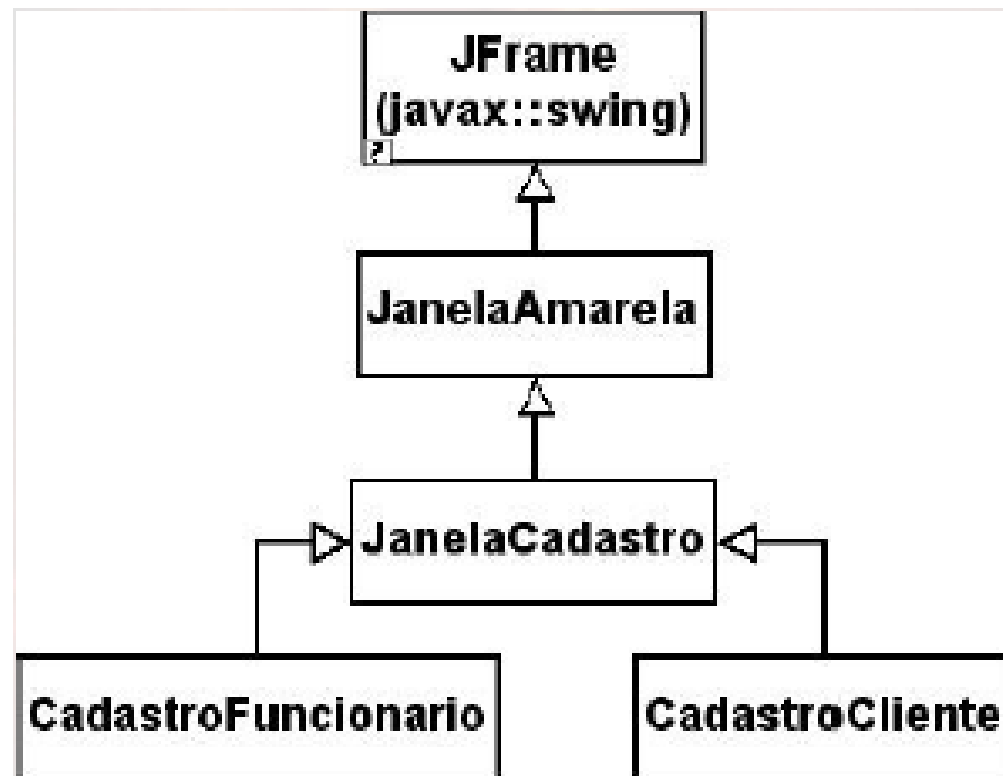 JFrame
(javax::swing)
?
JanelaAmarela
JanelaCadastro
CadastroFuncionario
CadastroCliente